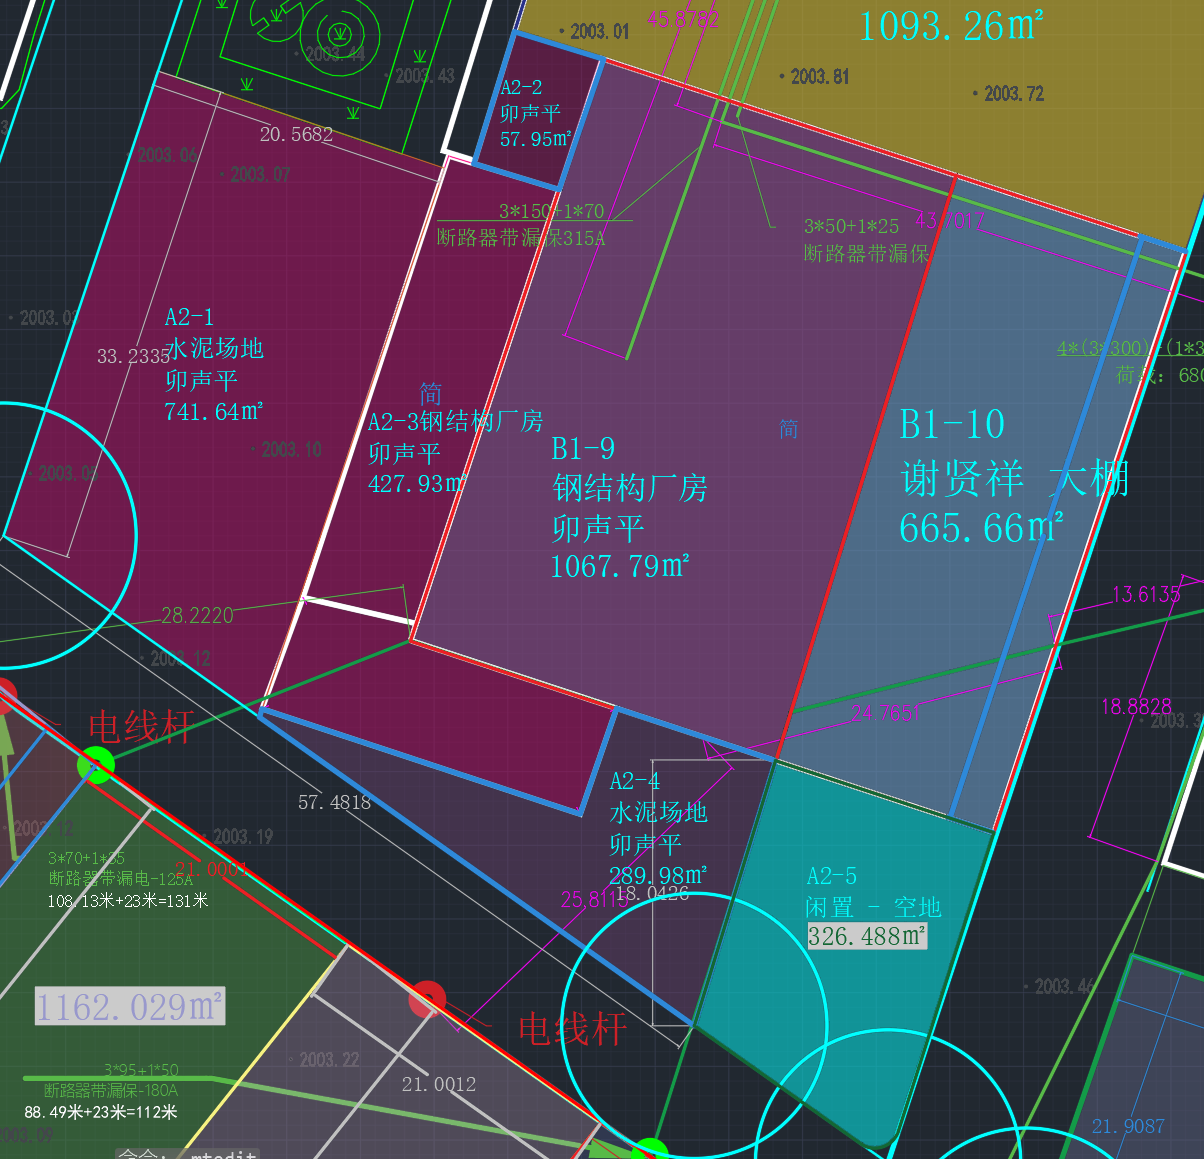 45.8782
2003.01
1093.26㎡
2003.44
2003.43
2003.81
2003.72
A2-2
卯声平
57.95㎡
20.5682
2003.06
2003.07
3*150+1*70
断路器带漏保315A
3*50+1*25
断路器带漏保
A2-1
水泥场地
卯声平
741.64㎡
33.2335
4*(3*300)
荷载: 680
简
A2-3钢结构厂房
卯声平
427.93㎡
简
B1-9
钢结构厂房
卯声平
1067.79㎡
B1-10
谢贤祥 大棚
665.66㎡
2003.10
2003.08
28.2220
13.6135
2003.12
18.8828
电线杆
57.4818
2003.19
A2-4
水泥场地
卯声平
289.98㎡
18.0426
25.8115
3*70+1*35
断路器带漏电-125A
108.13米+23米=131米
21.0001
A2-5
闲置 - 空地
326.488㎡
1162.029㎡
2003.46
电线杆
2003.22
3*95+1*50
断路器带漏保-180A
88.49米+23米=112米
21.0012
21.9087
2003.09